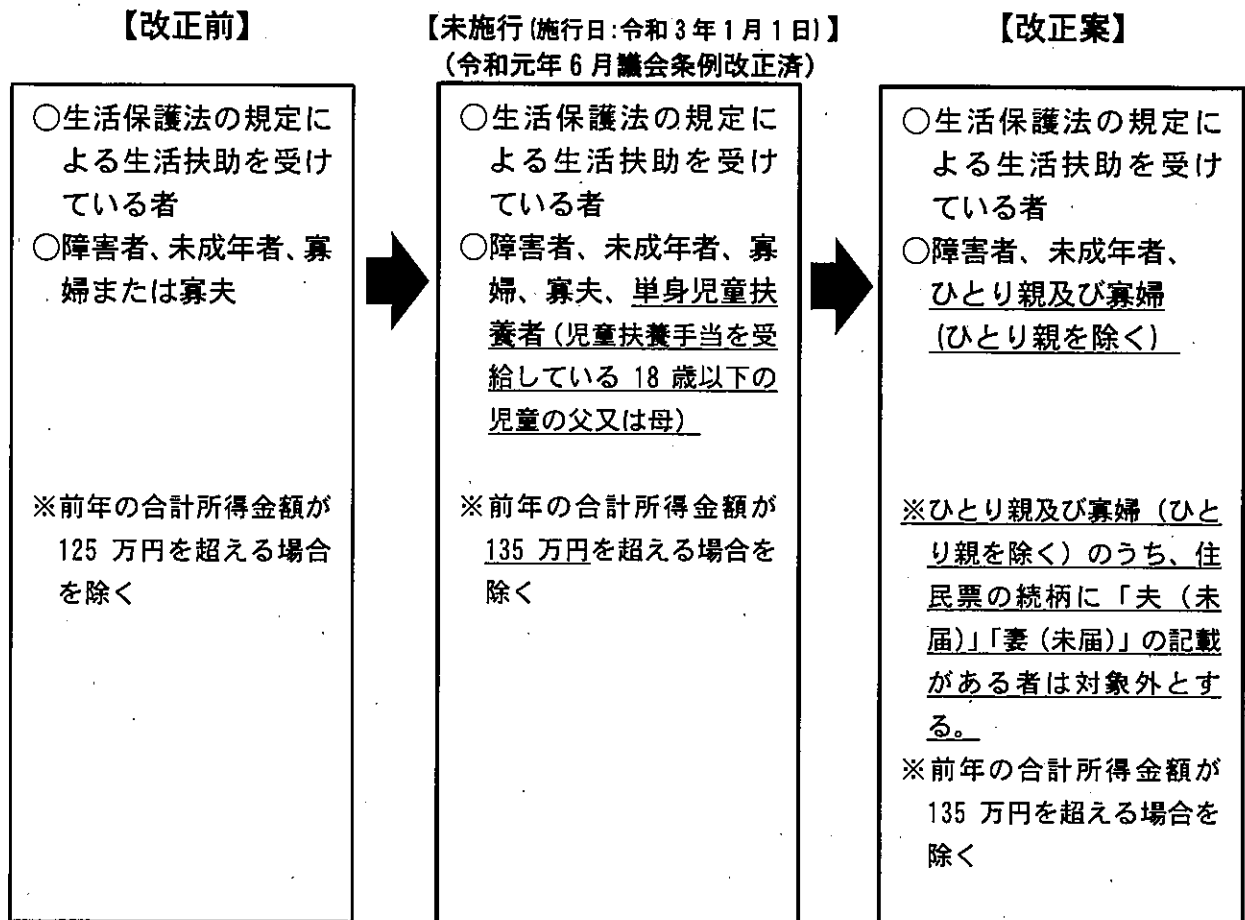 【改正前】
○生活保護法の規定に
よる生活扶助を受け
ている者
○障害者、未成年者、寡
婦または寡夫
※前年の合計所得金額が
125 万円を超える場合
を除く
【未施行(施行日:令和3年1月1日)】
(令和元年6月議会条例改正済)
○生活保護法の規定に
よる生活扶助を受け
ている者
○障害者、未成年者、寡
婦、寡夫、単身児童扶
養者(児童扶養手当を受
給している 18 歳以下の
児童の父又は母)
※前年の合計所得金額が
135 万円を超える場合を
除く
【改正案】
○生活保護法の規定に
よる生活扶助を受け
ている者
○障害者、未成年者、
ひとり親及び寡婦
(ひとり親を除く)
※ひとり親及び寡婦(ひと
り親を除く)のうち、住
民票の続柄に「夫(未
届)」「妻(未届)」の記載
がある者は対象外とす
る。
※前年の合計所得金額が
135 万円を超える場合を
除く